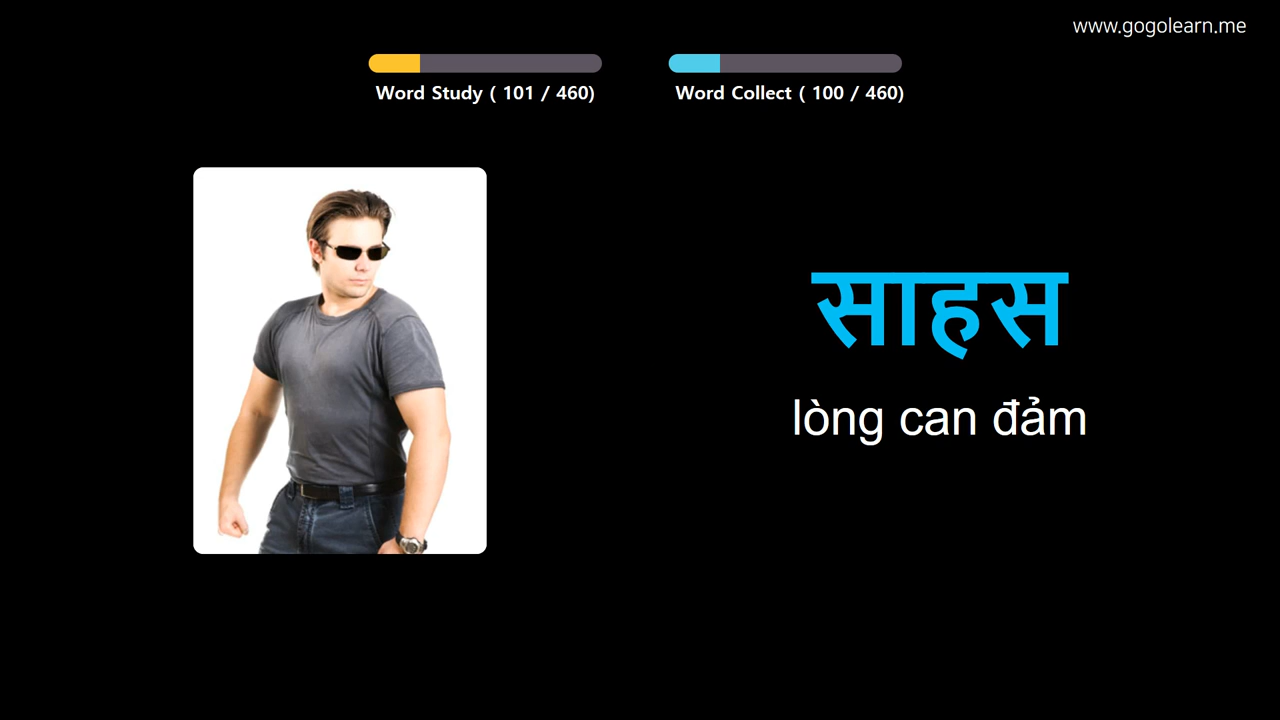 www.gogolearn.me
Word Study ( 101 / 460)
Word Collect ( 100 / 460)
साहस
lòng can đảm